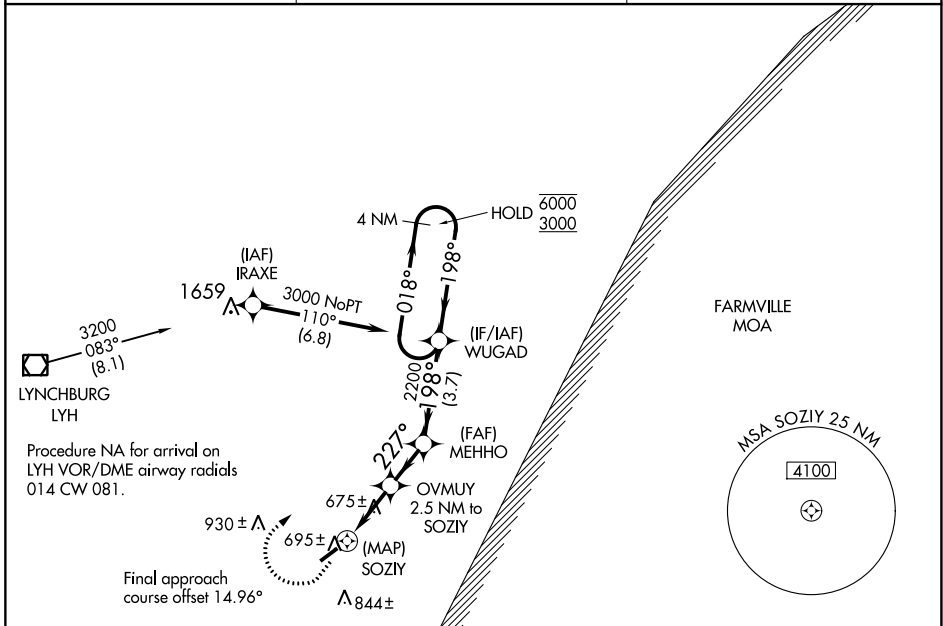 4 NM
HOLD
6000
3000
(IAF)
IRAXE
1659
3000 NoPT
110°
(6.8)
018°
198°
3200
083°
(8.1)
LYNCHBURG
LYH
(IF/IAF)
WUGAD
2200
198°
(3.7)
FARMVILLE
MOA
Procedure NA for arrival on
LYH VOR/DME airway radials
014 CW 081.
227°
(FAF)
MEHHO
OVMUY
2.5 NM to
SOZIY
675±
930±
695±
(MAP)
SOZIY
844±
Final approach
course offset 14.96°
MSA SOZIY 25 NM
4100